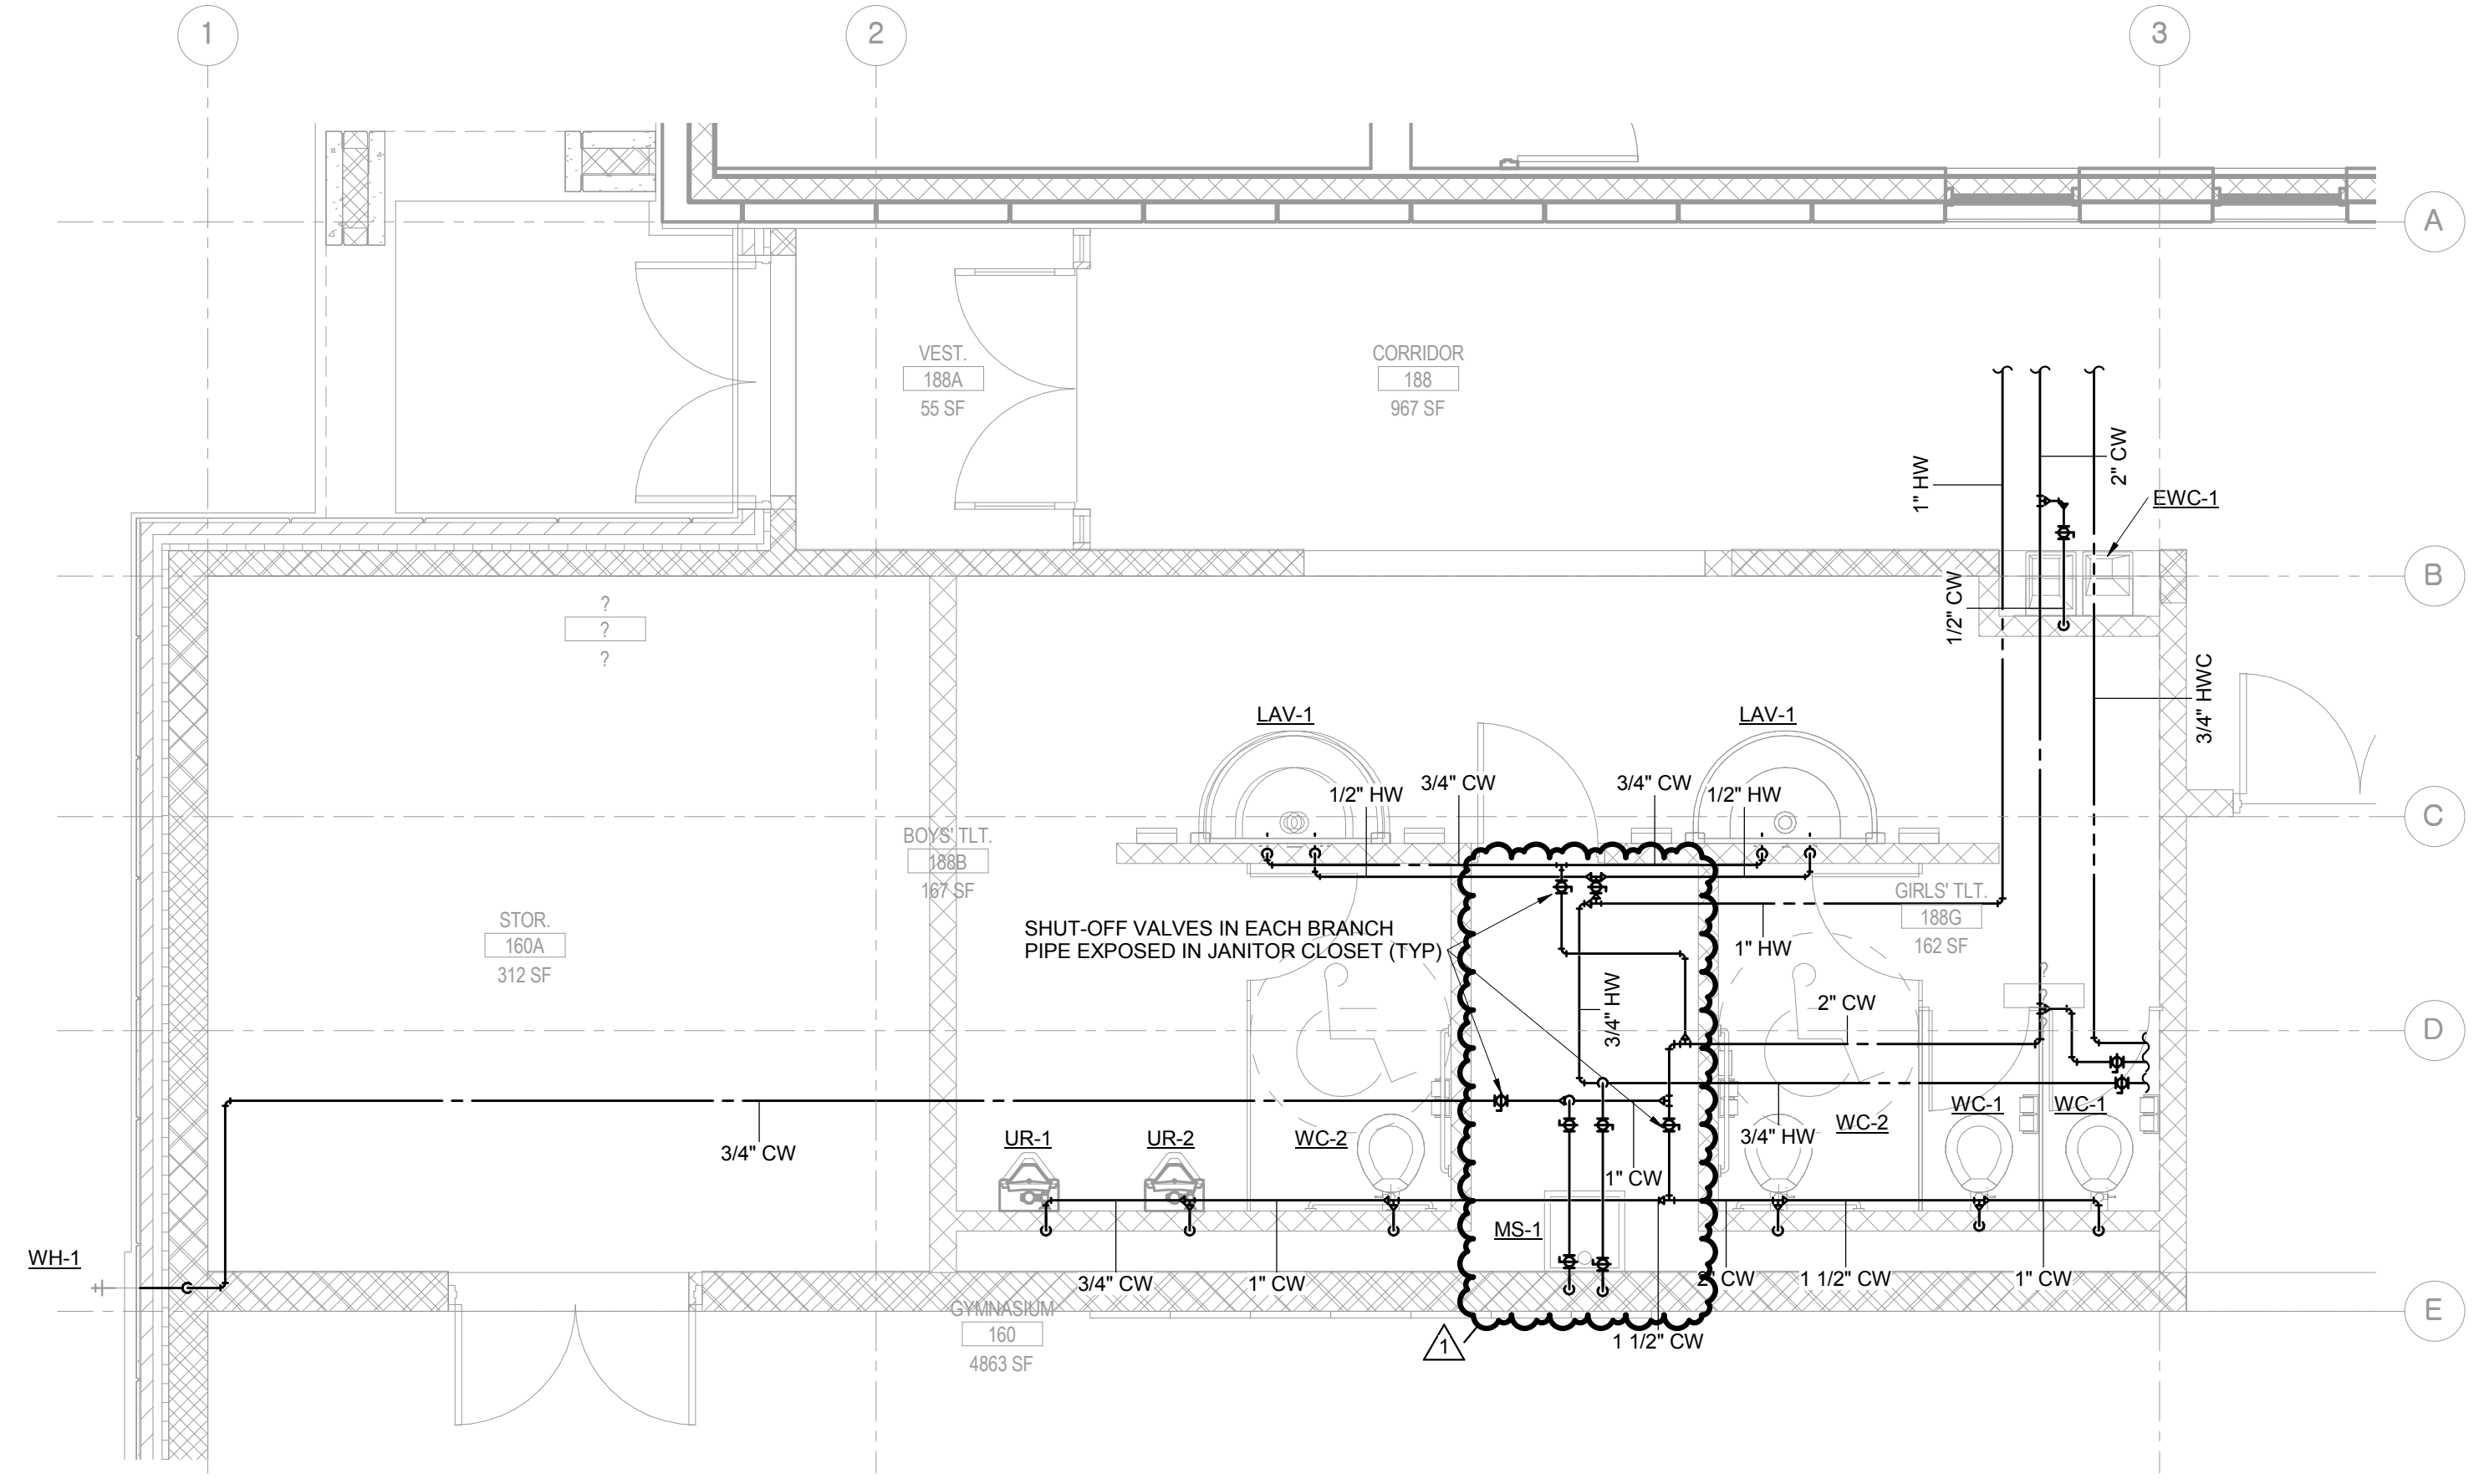 1
2
3
A
VEST.
188A
55 SF
CORRIDOR
188
967 SF
1" HW
2" CW
EWC-1
B
?
?
?
1/2" CW
3/4" HWC
LAV-1
LAV-1
1/2" HW
3/4" CW
3/4" CW
1/2" HW
C
BOYS' TLT.
188B
167 SF
GIRLS' TLT.
188G
162 SF
STOR.
160A
312 SF
SHUT-OFF VALVES IN EACH BRANCH
PIPE EXPOSED IN JANITOR CLOSET (TYP)
1" HW
?
?
3/4" HW
2" CW
D
UR-1
UR-2
WC-2
WC-2
WC-1
WC-1
3/4" CW
3/4" HW
1" CW
MS-1
WH-1
3/4" CW
1" CW
2" CW
1 1/2" CW
1" CW
GYMNASIUM
160
4863 SF
1
1 1/2" CW
E